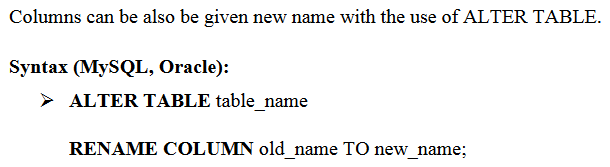 Columns can be also be given new name with the use of ALTER TABLE.
Syntax (MySQL, Oracle):
➢ ALTER TABLE table_name
RENAME COLUMN old_name TO new_name;